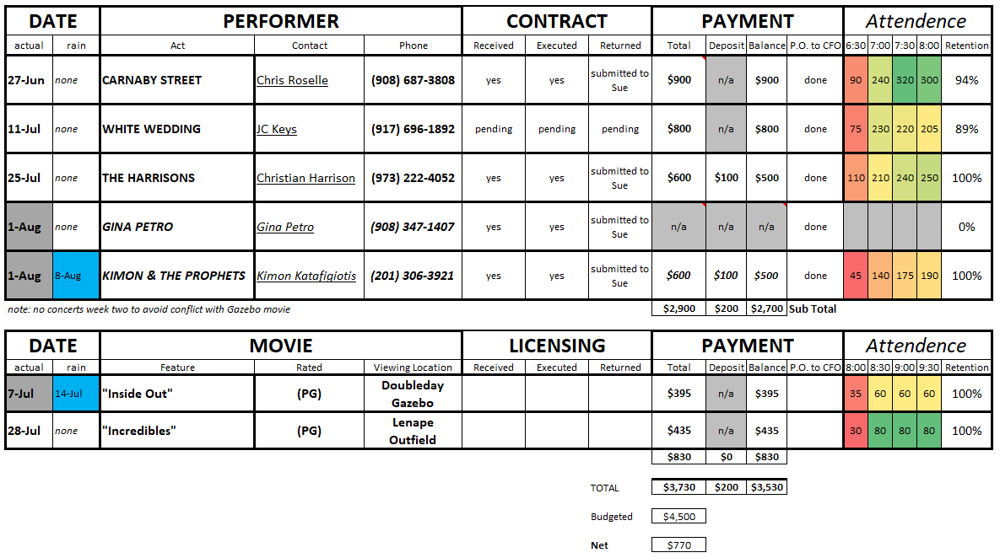 DATE PERFORMER CONTRACT PAYMENT Attendence
actual rain Act Contact Phone Received Executed Returned Total Deposit Balance P.O. to CFO 6:30 7:00 7:30 8:00 Retention
27-Jun none CARNABY STREET Chris Roselle (908) 687-3808 yes yes submitted to Sue $900 n/a $900 done 90 240 320 300 94%
11-Jul none WHITE WEDDING JC Keys (917) 696-1892 pending pending pending $800 n/a $800 done 75 230 220 205 89%
25-Jul none THE HARRISONS Christian Harrison (973) 222-4052 yes yes submitted to Sue $600 $100 $500 done 110 210 240 250 100%
1-Aug none GINA PETRO Gina Petro (908) 347-1407 yes yes submitted to Sue n/a n/a n/a done 0%
1-Aug 8-Aug KIMON & THE PROPHETS Kimon Katafigiotis (201) 306-3921 yes yes submitted to Sue $600 $100 $500 done 45 140 175 190 100%
note: no concerts week two to avoid conflict with Gazebo movie $2,900 $200 $2,700 Sub Total
DATE MOVIE LICENSING PAYMENT Attendence
actual rain Feature Rated Viewing Location Received Executed Returned Total Deposit Balance P.O. to CFO 8:00 8:30 9:00 9:30 Retention
7-Jul 14-Jul "Inside Out" (PG) Doubleday Gazebo $395 n/a $395 35 60 60 60 100%
28-Jul none "Incredibles" (PG) Lenape Outfield $435 n/a $435 30 80 80 80 100%
$830 $0 $830
TOTAL $3,730 $200 $3,530
Budgeted $4,500
Net $770